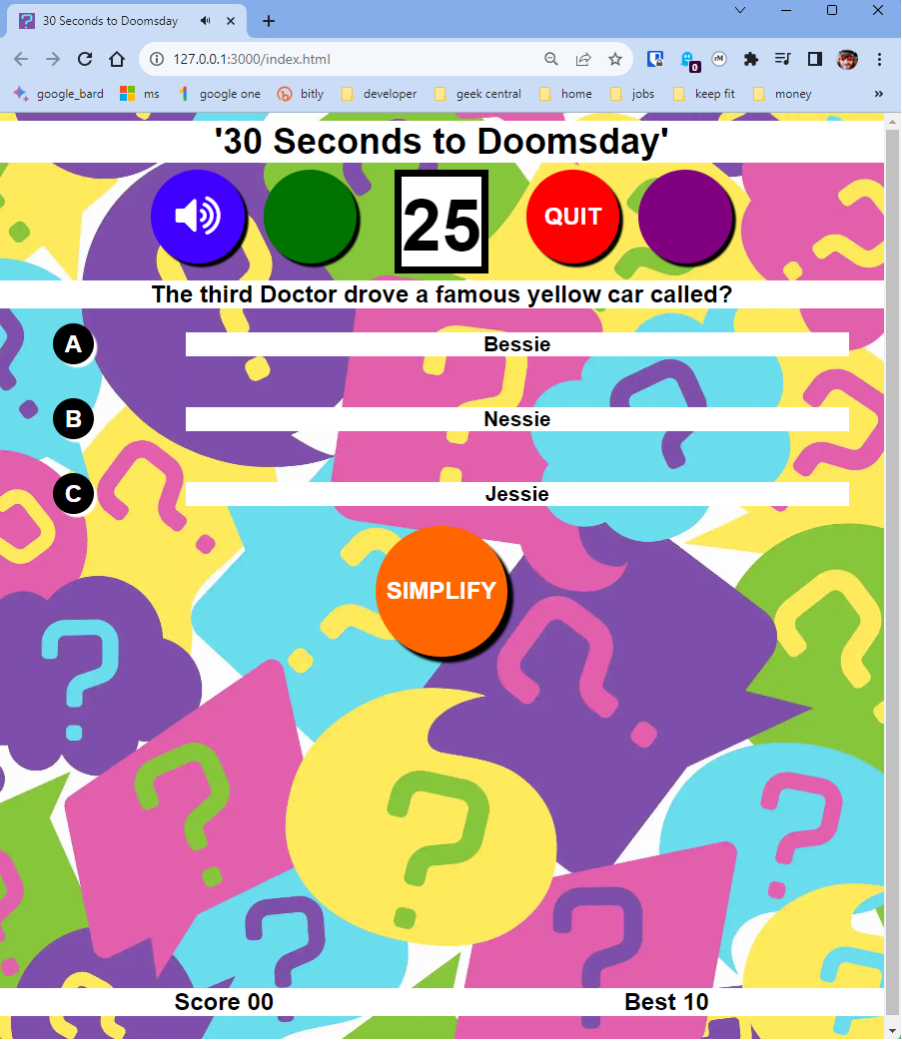 30 Seconds to Doomsday
127.0.0.1:3000/index.html
0
rM
google_bard ms google one bitly developer geek central home jobs keep fit money »
'30 Seconds to Doomsday'
25 QUIT
The third Doctor drove a famous yellow car called?
A Bessie
B Nessie
C Jessie
SIMPLIFY
Score 00 Best 10